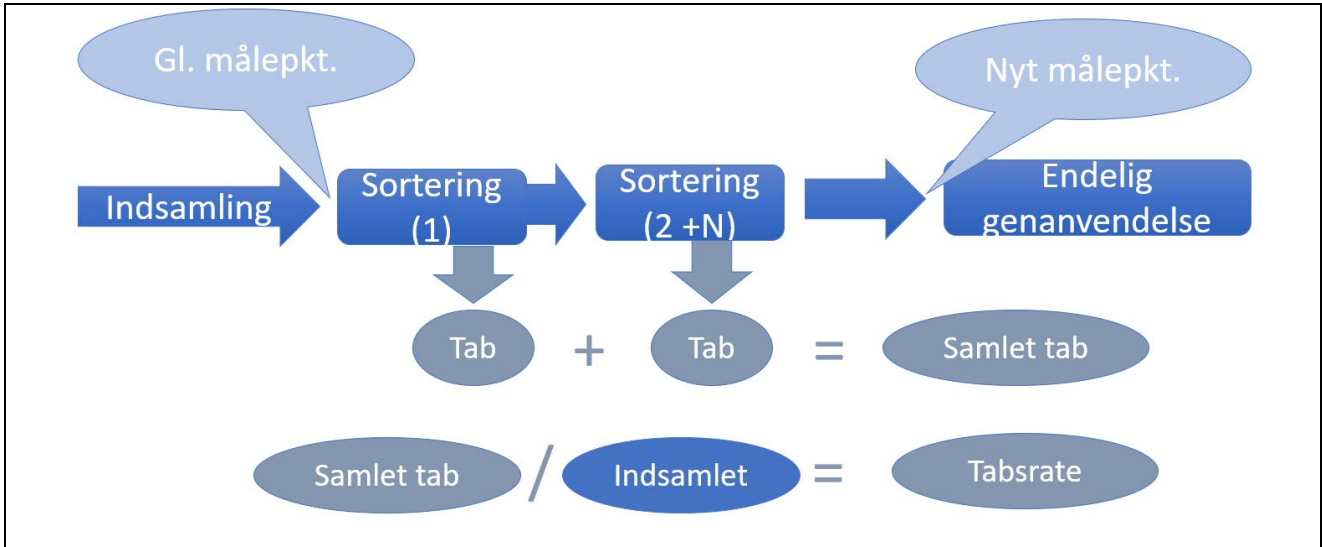 Gl. målepkt.
Nyt målepkt.
Indsamling
Sortering
(1)
Sortering
(2 +N)
Endelig
genanvendelse
Tab + Tab = Samlet tab
Samlet tab / Indsamlet = Tabsrate